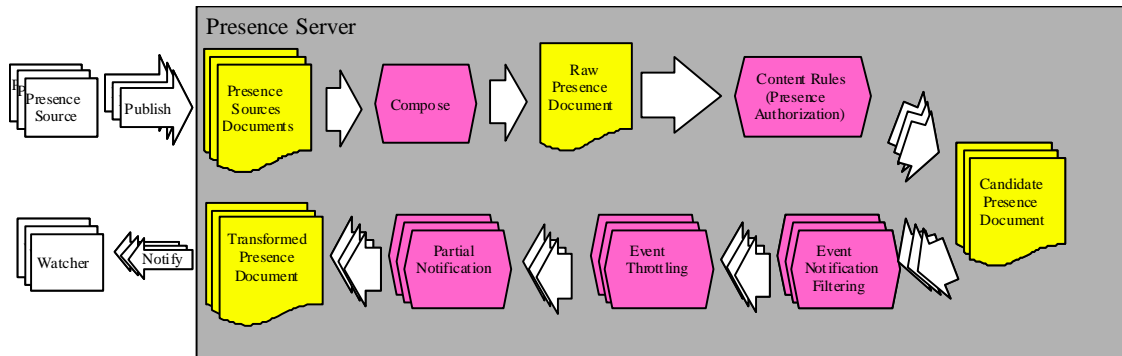 Presence Server
Presence
Source
Publish
Presence
Sources
Documents
Compose
Raw
Presence
Document
Content Rules
(Presence
Authorization)
Candidate
Presence
Document
Event
Notification
Filtering
Event
Throttling
Partial
Notification
Transformed
Presence
Document
Notify
Watcher